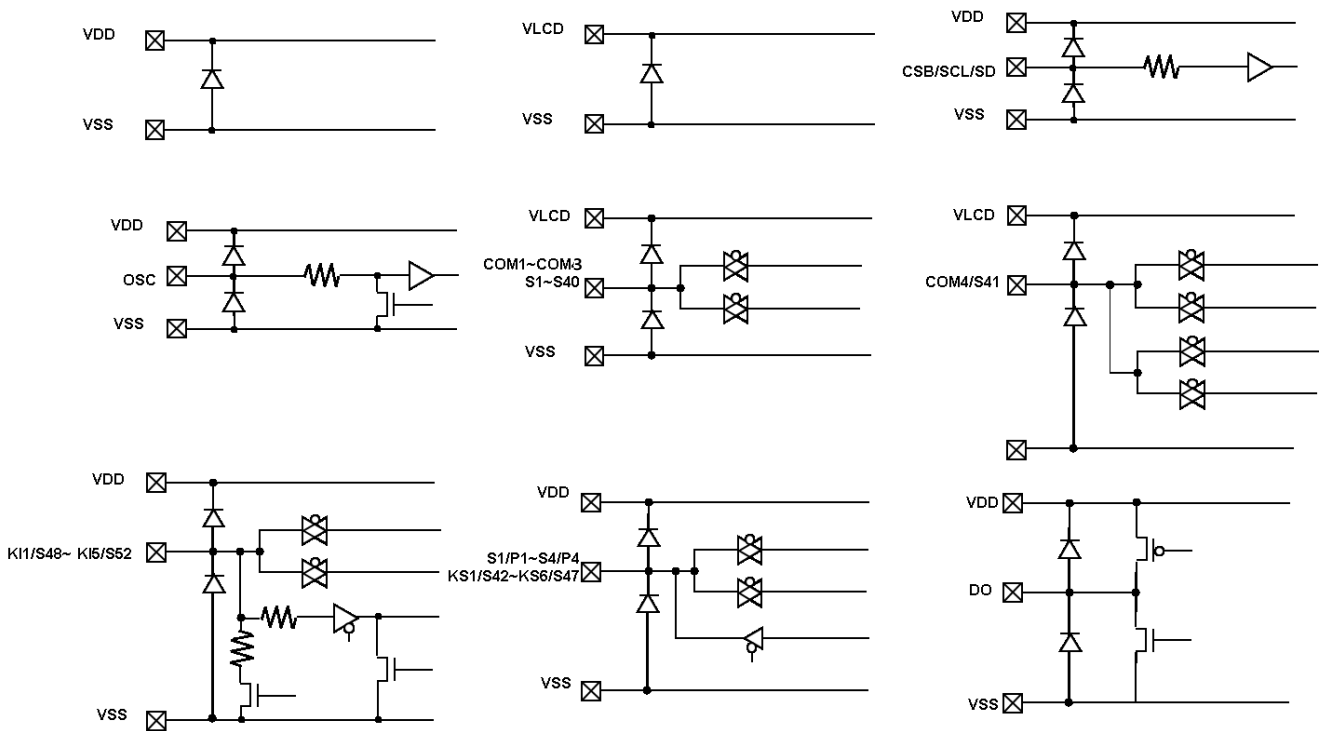 VDD
VSS
VLCD
VSS
VDD
CSB/SCL/SD
VSS
VDD
OSC
VSS
VLCD
COM1~COM3
S1~S40
VSS
VLCD
COM4/S41
VDD
KI1/S48~ KI5/S52
VSS
VDD
S1/P1~S4/P4
KS1/S42~KS6/S47
VSS
VDD
DO
VSS